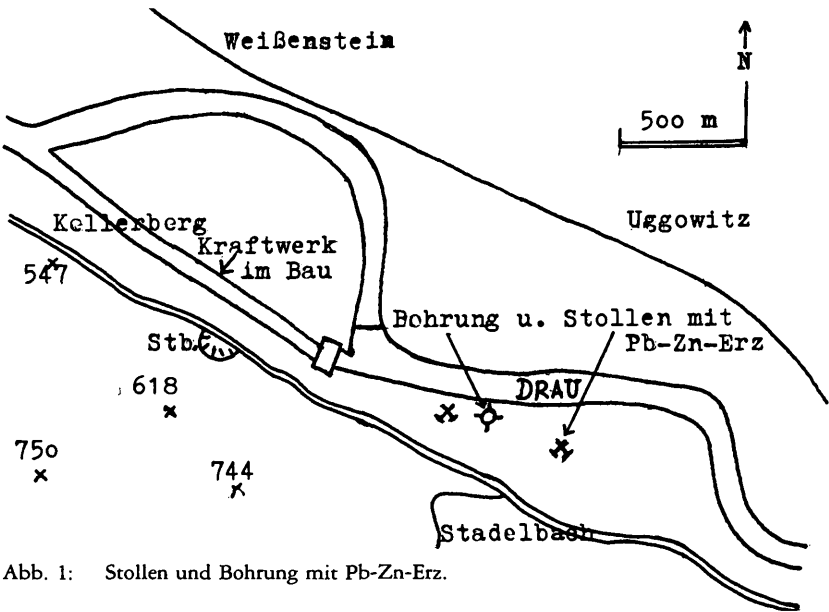 Weißenstein
N
500 m
Uggowitz
Kellerberg
Kraftwerk
im Bau
547
Stb.
Bohrung u. Stollen mit
Pb-Zn-Erz
DRAU
618
750
744
Stadelbach
Abb. 1: Stollen und Bohrung mit Pb-Zn-Erz.